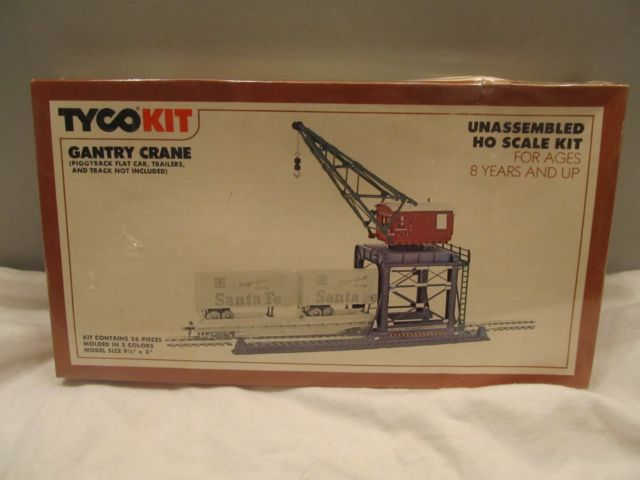 TYCOKIT
GANTRY CRANE
(PIGGYBACK FLAT CAR, TRAILERS,
AND TRACK NOT INCLUDED)
UNASSEMBLED
HO SCALE KIT
FOR AGES
8 YEARS AND UP
Santa Fe
Santa Fe
KIT CONTAINS 26 PIECES
MOLDED IN 3 COLORS
MODEL SIZE 9¼" x 3"